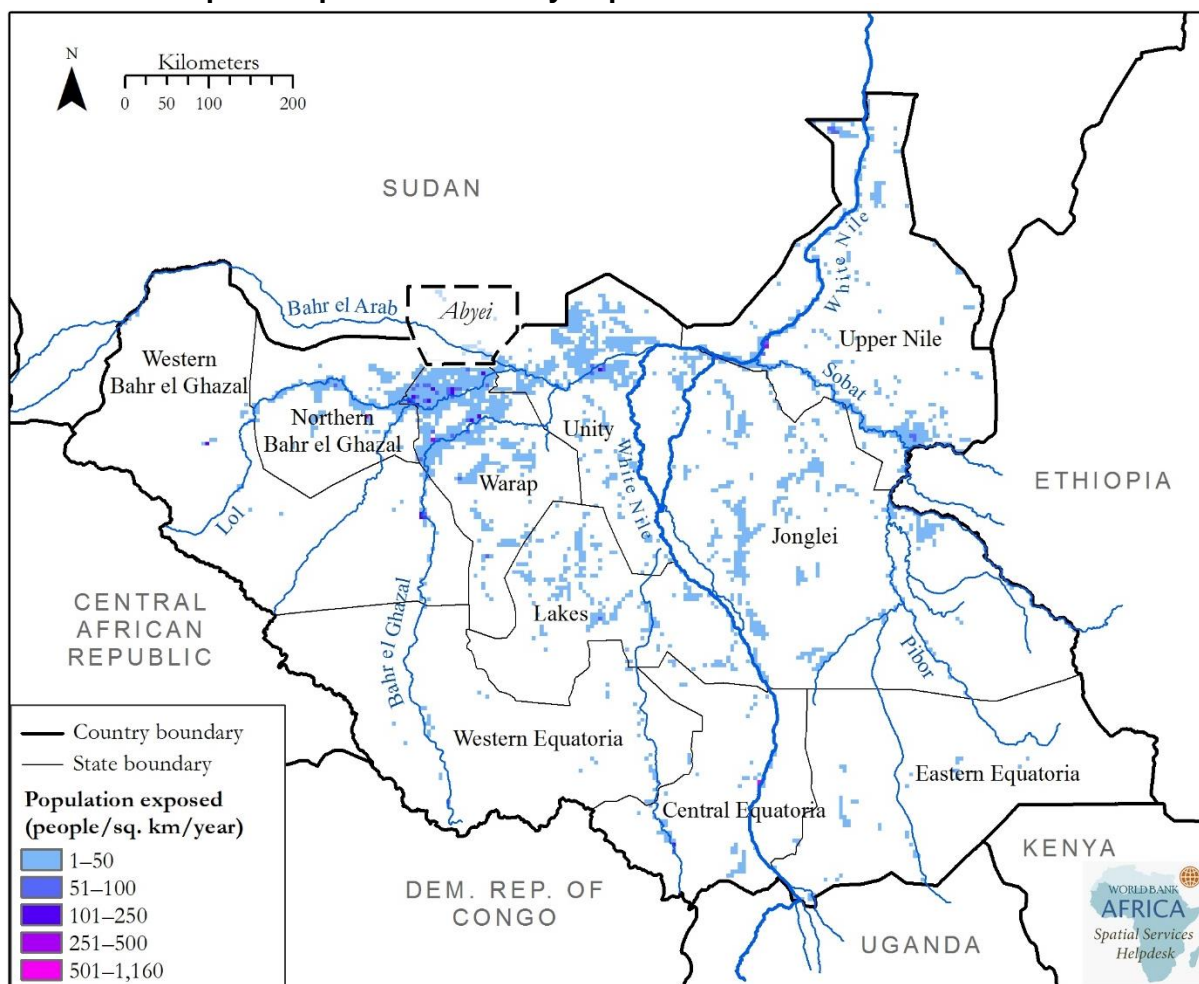 N
Kilometers
0 50 100 200
SUDAN
White Nile
Bahr el Arab
Abyei
Western
Bahr el Ghazal
Upper Nile
Sobat
Northern
Bahr el Ghazal
Unity
White Nile
Warap
ETHIOPIA
Lol
Jonglei
CENTRAL
AFRICAN
REPUBLIC
Lakes
Bahr el Ghazal
Pibor
Western Equatoria
Eastern Equatoria
Central Equatoria
KENYA
DEM. REP. OF
CONGO
UGANDA
Country boundary
State boundary
Population exposed
(people/sq. km/year)
1–50
51–100
101–250
251–500
501–1,160
WORLD BANK
AFRICA
Spatial Services
Helpdesk